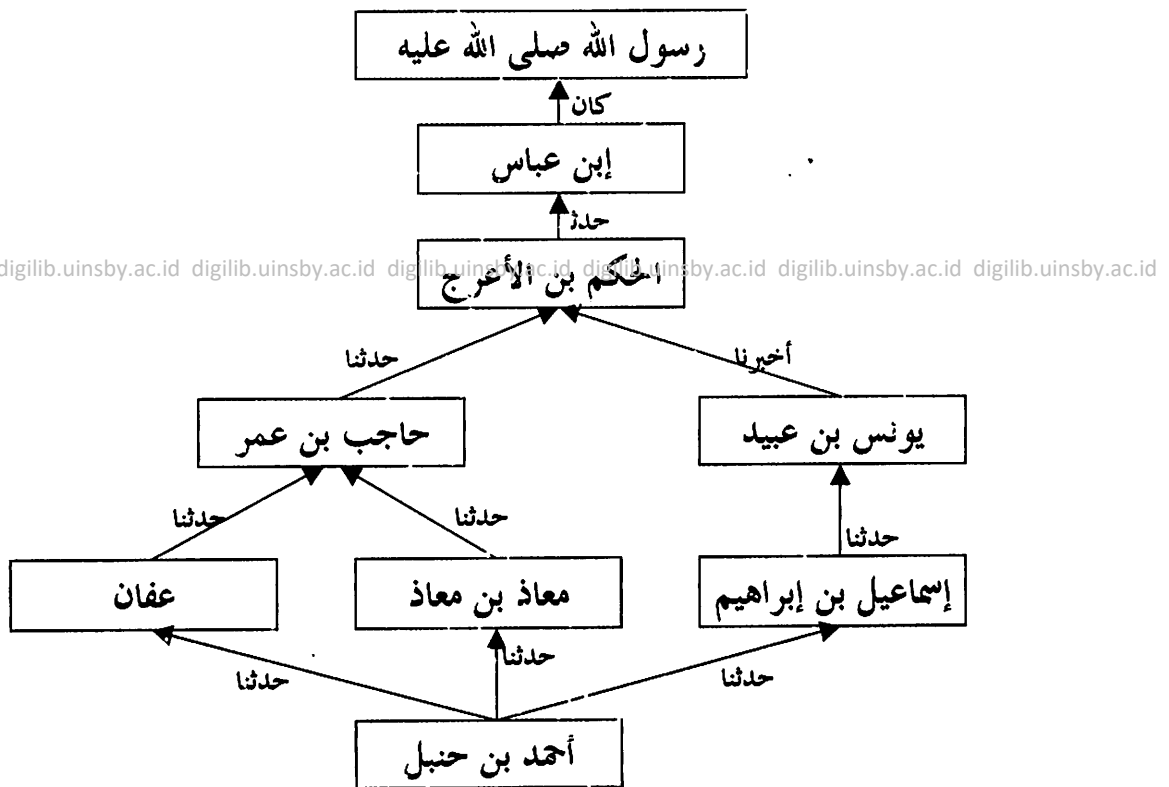 رسول الله صلى الله عليه
كان
إبن عباس
حدث
digilib.uinsby.ac.id digilib.uinsby.ac.id digilib.uinsby.ac.id digilib.uinsby.ac.id digilib.uinsby.ac.id digilib.uinsby.ac.id
الحكم بن الأعرج
أخبرنا
حدثنا
يونس بن عبيد
حاجب بن عمر
حدثنا
حدثنا
حدثنا
إسماعيل بن إبراهيم
معاذ بن معاذ
عفان
حدثنا
حدثنا
حدثنا
أحمد بن حنبل